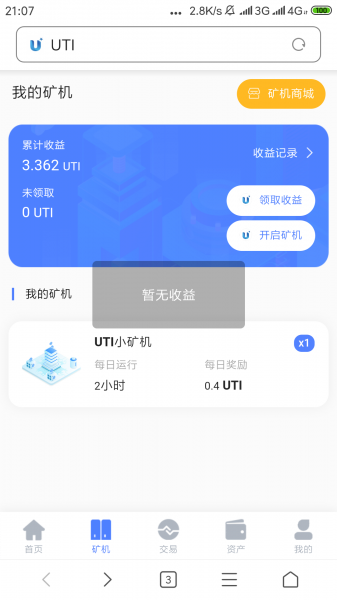 21:07 ... 2.8K/s 3G 4G 100
UTI
我的矿机
矿机商城
累计收益
3.362 UTI
收益记录
未领取
0 UTI
领取收益
开启矿机
我的矿机
暂无收益
UTI小矿机
x1
每日运行 每日奖励
2小时 0.4 UTI
首页 矿机 交易 资产 我的
3